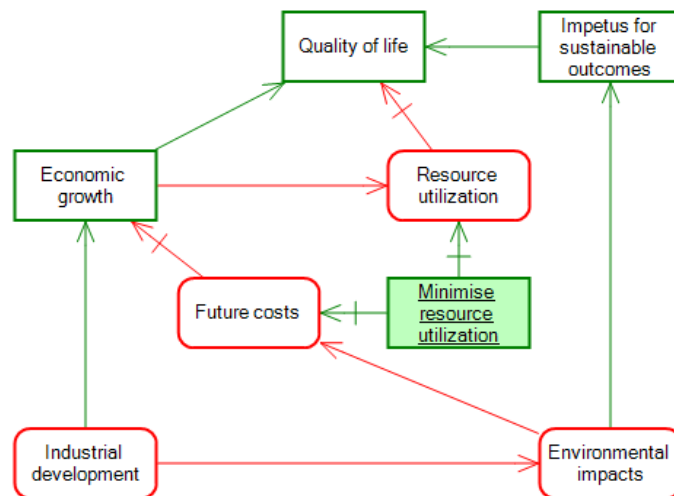 Quality of life
Impetus for
sustainable
outcomes
Economic
growth
Resource
utilization
Future costs
Minimise
resource
utilization
Industrial
development
Environmental
impacts